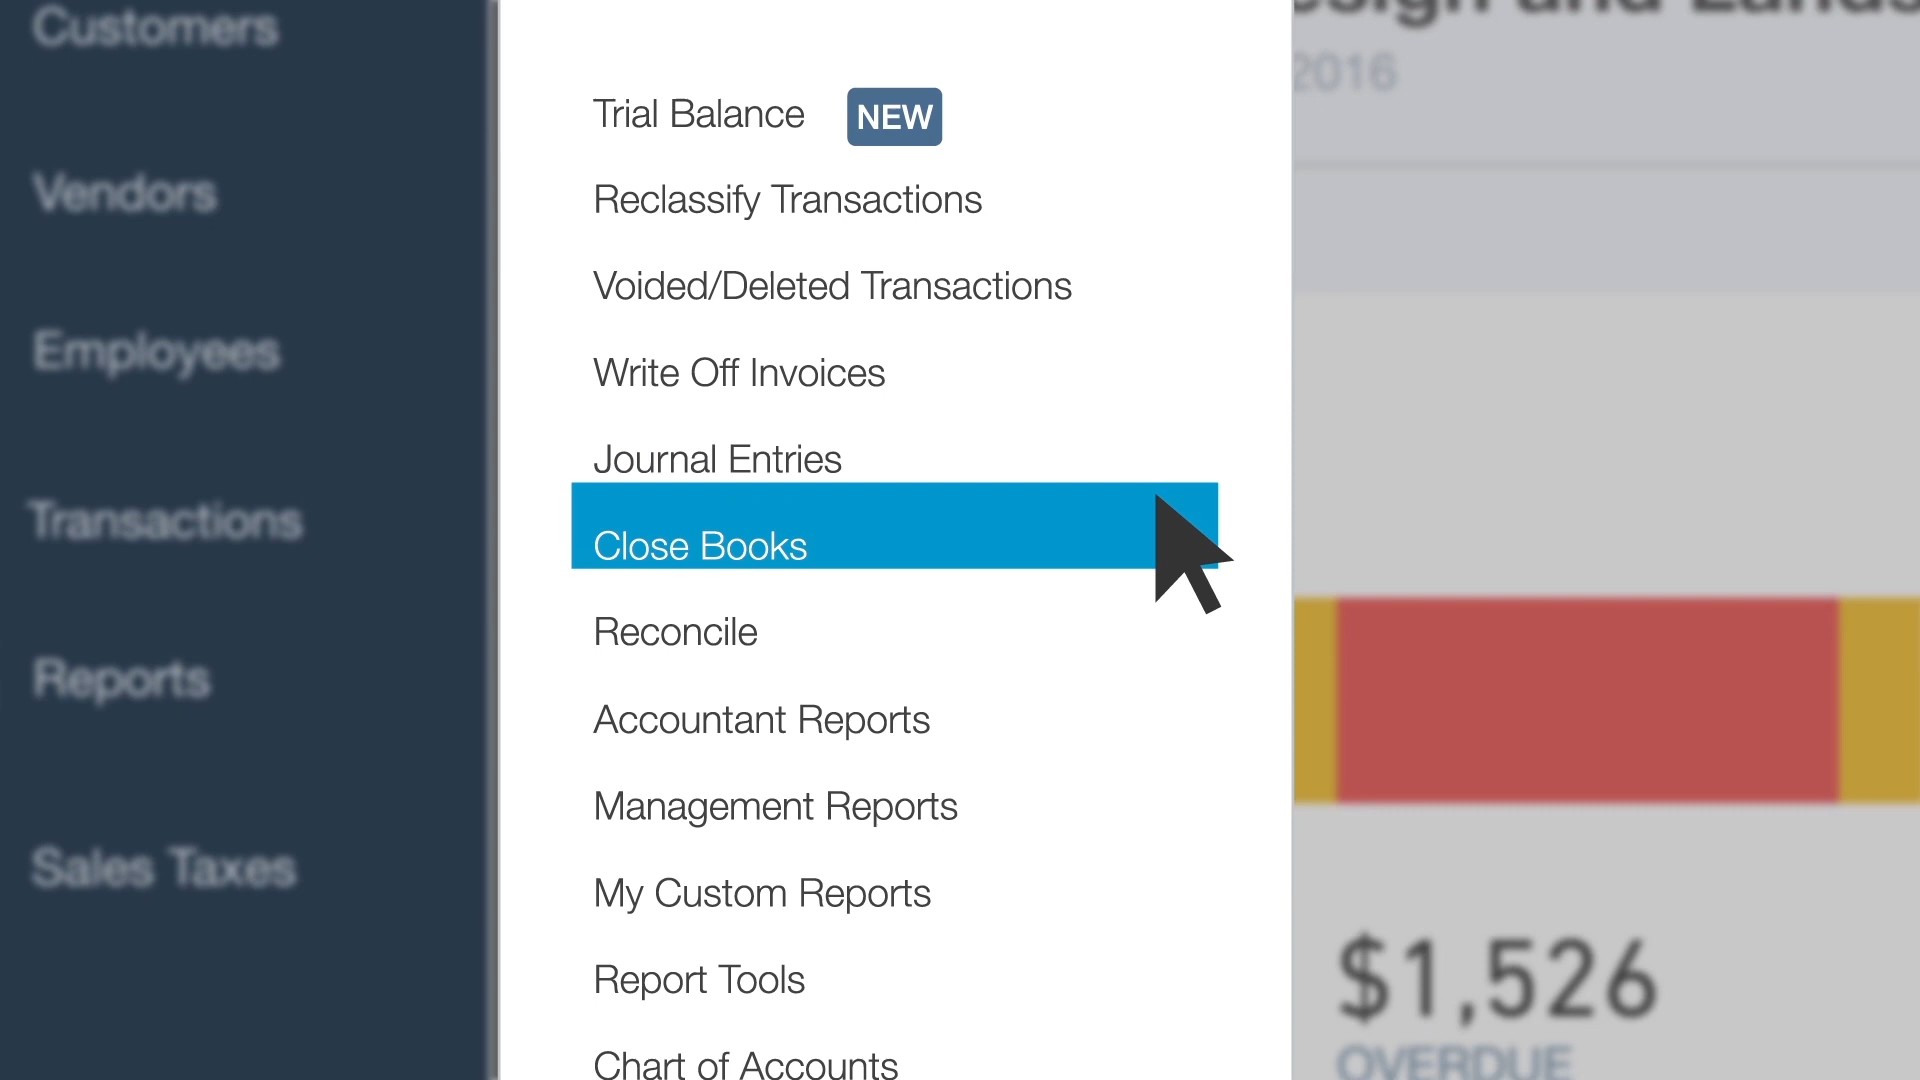 Customers
Vendors
Employees
Transactions
Reports
Sales Taxes
Trial Balance NEW
Reclassify Transactions
Voided/Deleted Transactions
Write Off Invoices
Journal Entries
Close Books
Reconcile
Accountant Reports
Management Reports
My Custom Reports
Report Tools
Chart of Accounts
and
2016
$1,526
OVERDUE